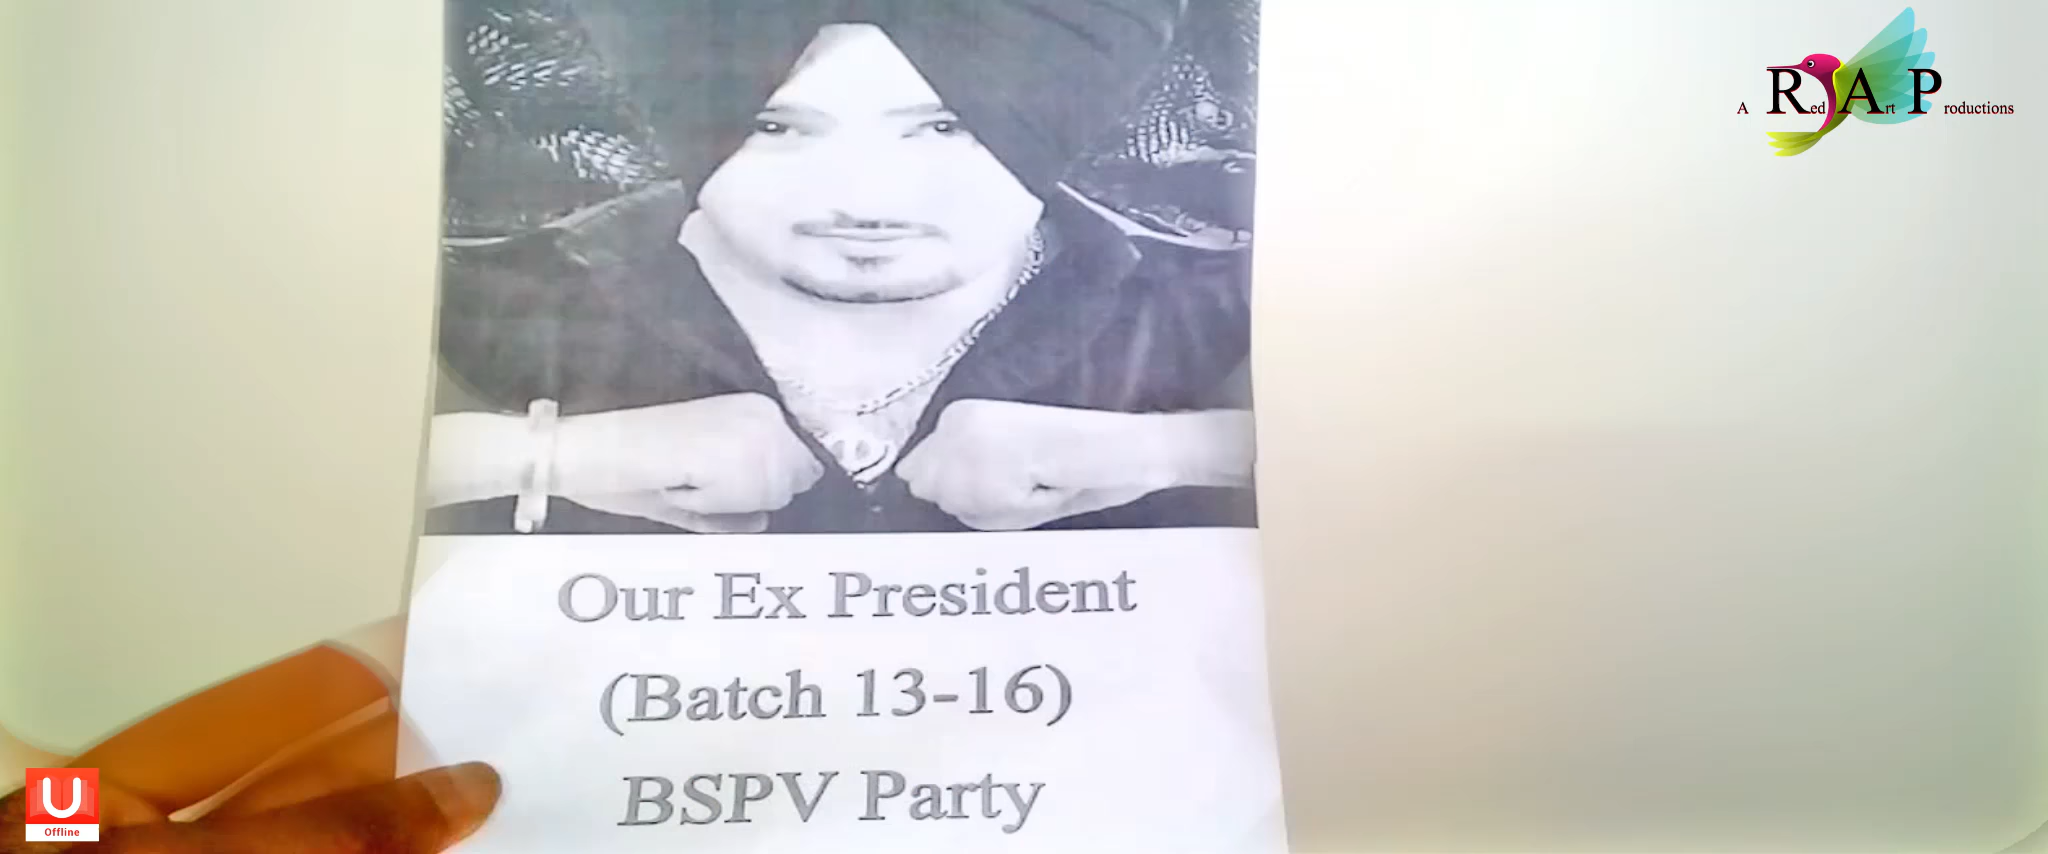 A Red Art Productions
Our Ex President
(Batch 13-16)
BSPV Party
U
Offline